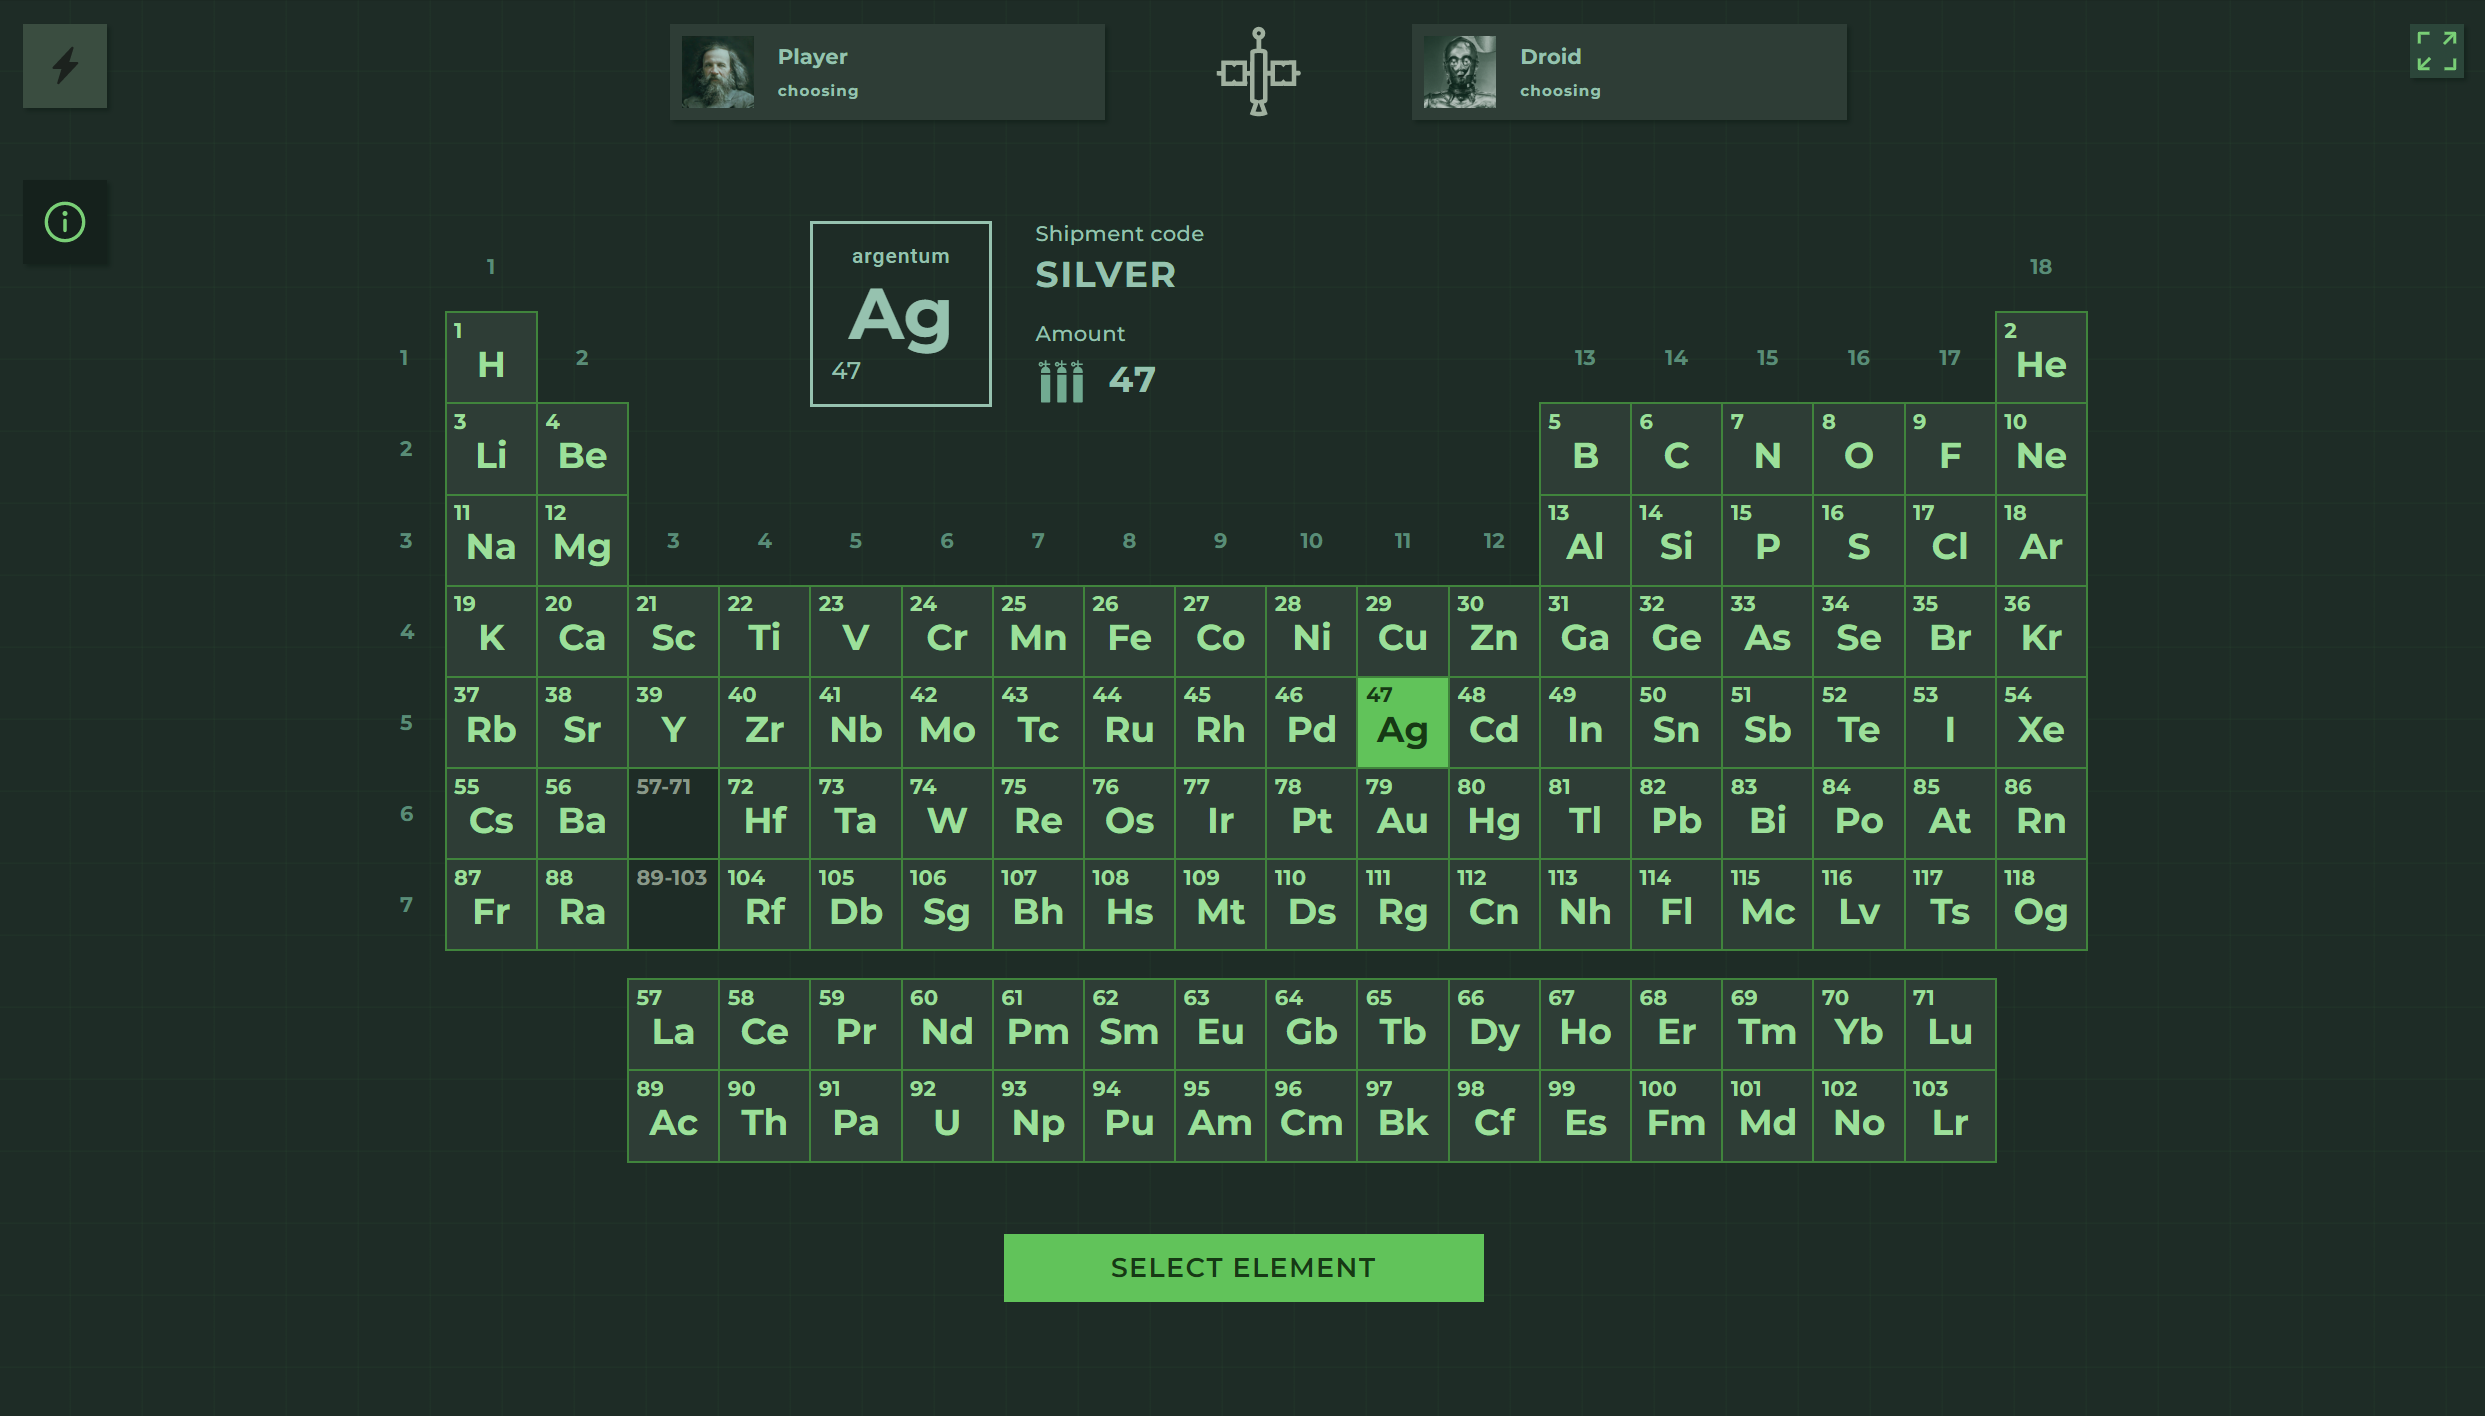 Player
choosing
Droid
choosing
argentum
Ag
47
Shipment code
SILVER
Amount
47
1 18
1 2 13 14 15 16 17
1 H 2 He
2
3 Li 4 Be 5 B 6 C 7 N 8 O 9 F 10 Ne
3 3 4 5 6 7 8 9 10 11 12
11 Na 12 Mg 13 Al 14 Si 15 P 16 S 17 Cl 18 Ar
4
19 K 20 Ca 21 Sc 22 Ti 23 V 24 Cr 25 Mn 26 Fe 27 Co 28 Ni 29 Cu 30 Zn 31 Ga 32 Ge 33 As 34 Se 35 Br 36 Kr
5
37 Rb 38 Sr 39 Y 40 Zr 41 Nb 42 Mo 43 Tc 44 Ru 45 Rh 46 Pd 47 Ag 48 Cd 49 In 50 Sn 51 Sb 52 Te 53 I 54 Xe
6
55 Cs 56 Ba 57-71 72 Hf 73 Ta 74 W 75 Re 76 Os 77 Ir 78 Pt 79 Au 80 Hg 81 Tl 82 Pb 83 Bi 84 Po 85 At 86 Rn
7
87 Fr 88 Ra 89-103 104 Rf 105 Db 106 Sg 107 Bh 108 Hs 109 Mt 110 Ds 111 Rg 112 Cn 113 Nh 114 Fl 115 Mc 116 Lv 117 Ts 118 Og
57 La 58 Ce 59 Pr 60 Nd 61 Pm 62 Sm 63 Eu 64 Gb 65 Tb 66 Dy 67 Ho 68 Er 69 Tm 70 Yb 71 Lu
89 Ac 90 Th 91 Pa 92 U 93 Np 94 Pu 95 Am 96 Cm 97 Bk 98 Cf 99 Es 100 Fm 101 Md 102 No 103 Lr
SELECT ELEMENT